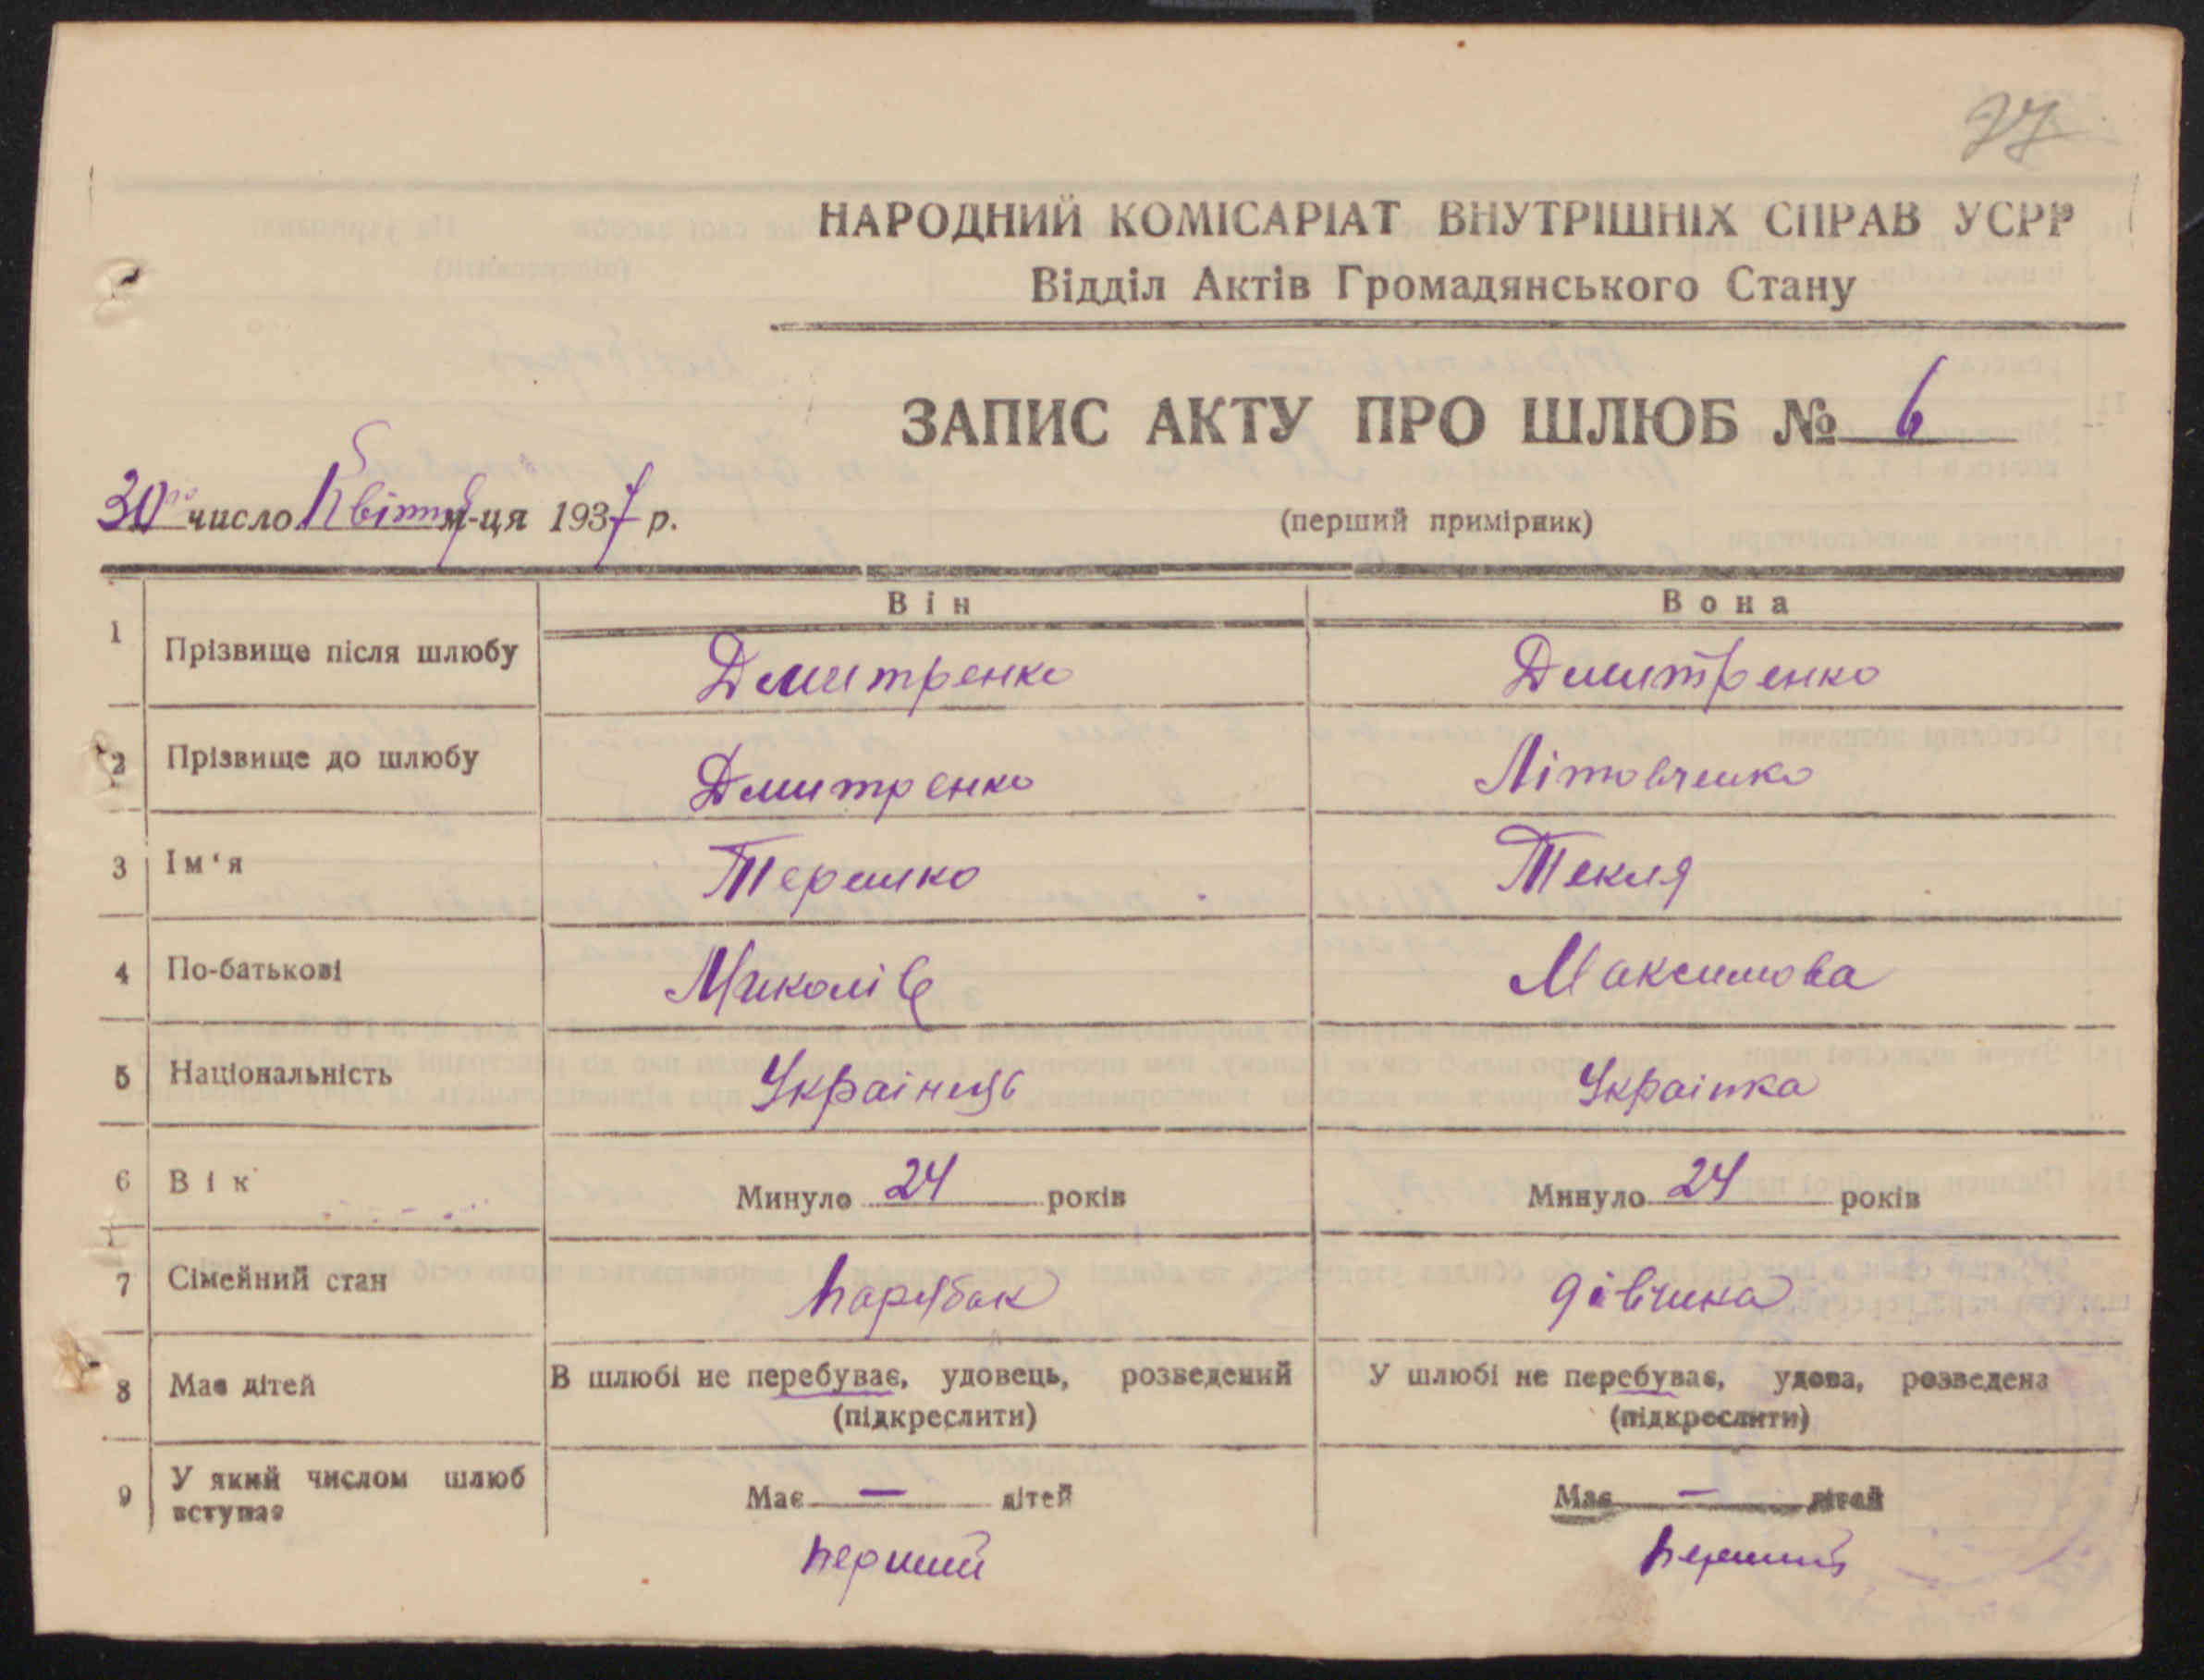 27
НАРОДНИЙ КОМІСАРІАТ ВНУТРІШНІХ СПРАВ УСРР
Відділ Актів Громадянського Стану
ЗАПИС АКТУ ПРО ШЛЮБ № 6
30го число Квітня м-ця 1937 р.
(перший примірник)
Він Вона
1 Прізвище після шлюбу Дмитренко Дмитренко
2 Прізвище до шлюбу Дмитренко Літовченко
3 Ім‘я Терешко Текля
4 По-батькові Миколів Максимова
5 Національність Українець Українка
6 Вік Минуло 24 років Минуло 24 років
7 Сімейний стан парубак дівчина
8 Має дітей В шлюбі не перебуває, удовець, розведений У шлюбі не перебуває, удова, розведена
(підкреслити) (підкреслити)
9 У який числом шлюб вступає Має — дітей Має — дітей
перший перший